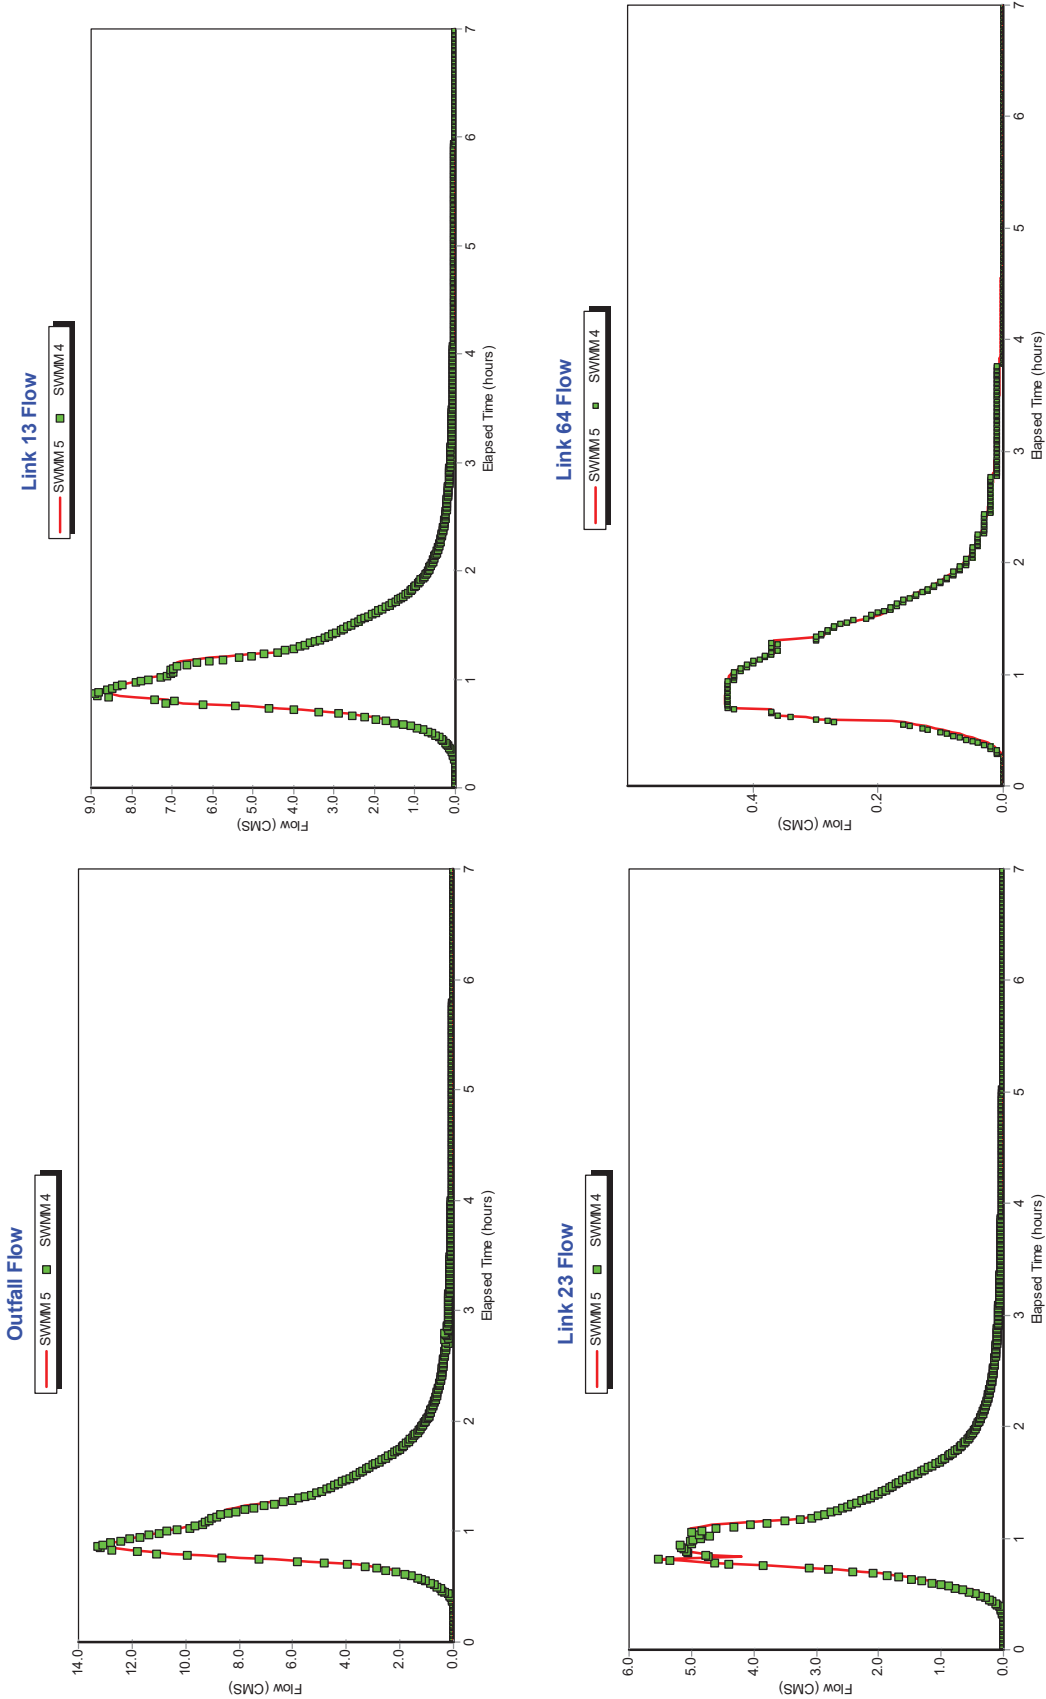 Outfall Flow
SWMM 5 SWMM 4
14.0
12.0
10.0
8.0
6.0
4.0
2.0
0.0
Flow (CMS)
0 1 2 3 4 5 6 7
Elapsed Time (hours)
Link 13 Flow
SWMM 5 SWMM 4
9.0
8.0
7.0
6.0
5.0
4.0
3.0
2.0
1.0
0.0
Flow (CMS)
0 1 2 3 4 5 6 7
Elapsed Time (hours)
Link 23 Flow
SWMM 5 SWMM 4
6.0
5.0
4.0
3.0
2.0
1.0
0.0
Flow (CMS)
0 1 2 3 4 5 6 7
Elapsed Time (hours)
Link 64 Flow
SWMM 5 SWMM 4
0.4
0.2
0.0
Flow (CMS)
0 1 2 3 4 5 6 7
Elapsed Time (hours)